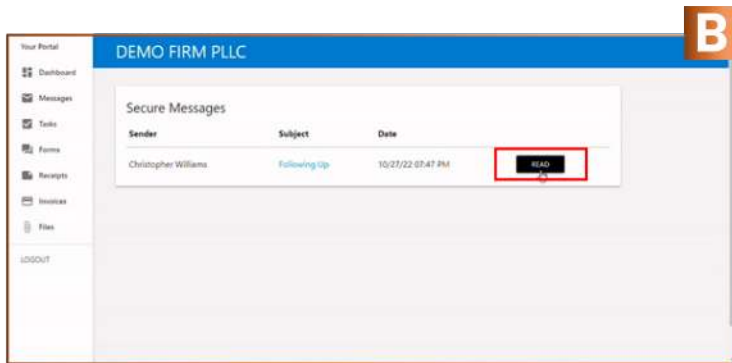 B
Your Portal
DEMO FIRM PLLC
Dashboard
Messages
Tasks
Forms
Receipts
Invoices
Files
LOGOUT
Secure Messages
Sender Subject Date
Christopher Williams Following Up 10/27/22 07:47 PM READ